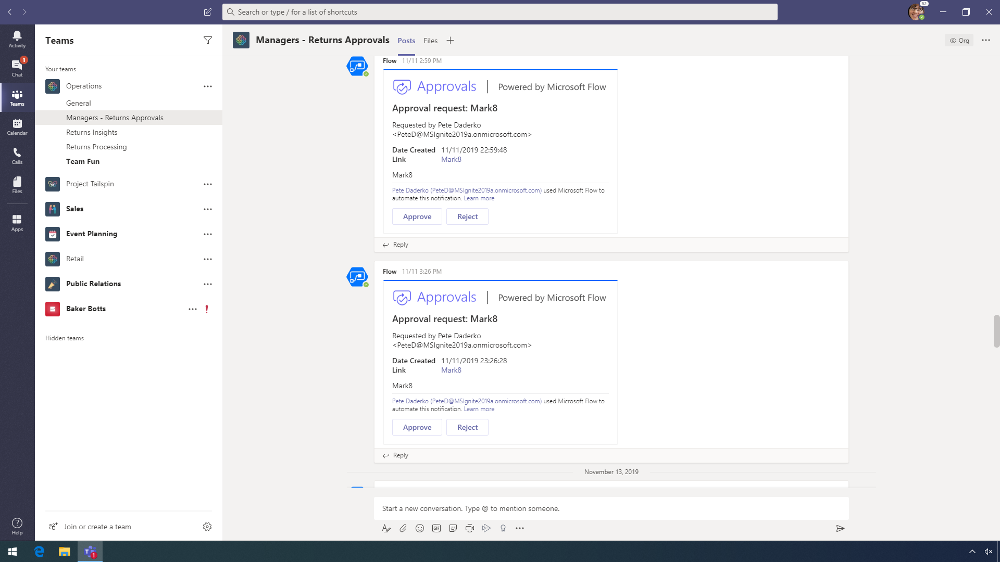 Search or type / for a list of shortcuts
R2
Activity
Chat
1
Teams
Calendar
Calls
Files
Apps
Help
Teams
Your teams
Operations
General
Managers - Returns Approvals
Returns Insights
Returns Processing
Team Fun
Project Tailspin
Sales
Event Planning
Retail
Public Relations
Baker Botts
Hidden teams
Join or create a team
Managers - Returns Approvals
Posts
Files
Org
Flow 11/11 2:59 PM
Approvals | Powered by Microsoft Flow
Approval request: Mark8
Requested by Pete Daderko
<PeteD@MSIgnite2019a.onmicrosoft.com>
Date Created 11/11/2019 22:59:48
Link Mark8
Mark8
Pete Daderko (PeteD@MSIgnite2019a.onmicrosoft.com) used Microsoft Flow to
automate this notification. Learn more
Approve Reject
Reply
Flow 11/11 3:26 PM
Approvals | Powered by Microsoft Flow
Approval request: Mark8
Requested by Pete Daderko
<PeteD@MSIgnite2019a.onmicrosoft.com>
Date Created 11/11/2019 23:26:28
Link Mark8
Mark8
Pete Daderko (PeteD@MSIgnite2019a.onmicrosoft.com) used Microsoft Flow to
automate this notification. Learn more
Approve Reject
Reply
November 13, 2019
Start a new conversation. Type @ to mention someone.
GIF
T
1